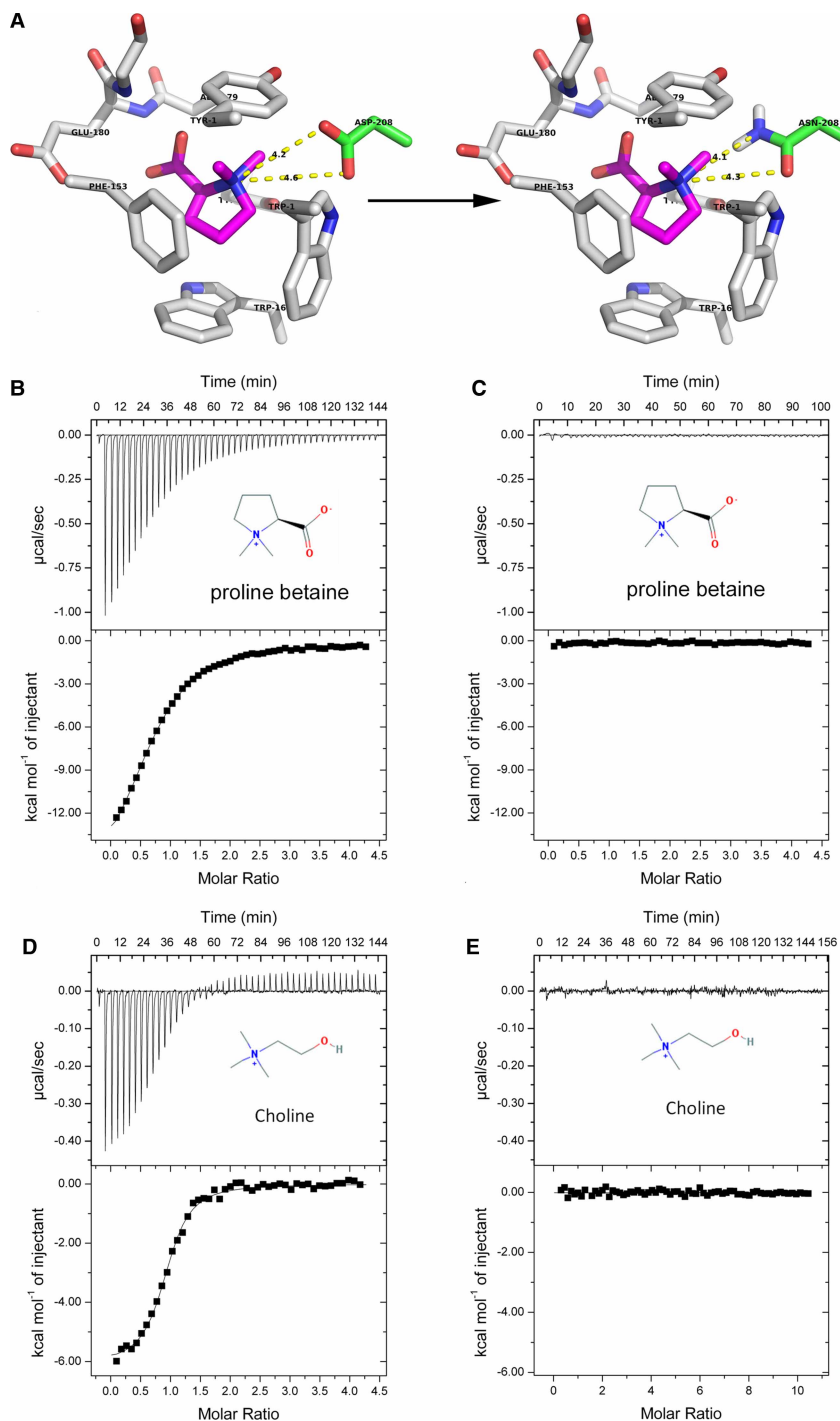 A
AL 79
TYR-1
ASP-208
GLU-180
4.2
4.6
PHE-153
TRP-1
TRP-16
79
TYR-1
ASN-208
GLU-180
4.1
4.3
PHE-153
TRP-1
TRP-16
B
Time (min)
0 12 24 36 48 60 72 84 96 108 120 132 144
0.00
-0.25
-0.50
-0.75
-1.00
µcal/sec
N
+
O
O-
proline betaine
0.00
-3.00
-6.00
-9.00
-12.00
kcal mol-1 of injectant
0.0 0.5 1.0 1.5 2.0 2.5 3.0 3.5 4.0 4.5
Molar Ratio
C
Time (min)
0 10 20 30 40 50 60 70 80 90 100
0.00
-0.25
-0.50
-0.75
-1.00
µcal/sec
N
+
O
O-
proline betaine
0.00
-3.00
-6.00
-9.00
-12.00
kcal mol-1 of injectant
0.0 0.5 1.0 1.5 2.0 2.5 3.0 3.5 4.0 4.5
Molar Ratio
D
Time (min)
0 12 24 36 48 60 72 84 96 108 120 132 144
0.00
-0.10
-0.20
-0.30
-0.40
µcal/sec
N
+
O
H
Choline
0.00
-2.00
-4.00
-6.00
kcal mol-1 of injectant
0.0 0.5 1.0 1.5 2.0 2.5 3.0 3.5 4.0 4.5
Molar Ratio
E
Time (min)
0 12 24 36 48 60 72 84 96 108 120 132 144 156
0.00
-0.10
-0.20
-0.30
-0.40
µcal/sec
N
+
O
H
Choline
0.00
-2.00
-4.00
-6.00
kcal mol-1 of injectant
0 2 4 6 8 10
Molar Ratio